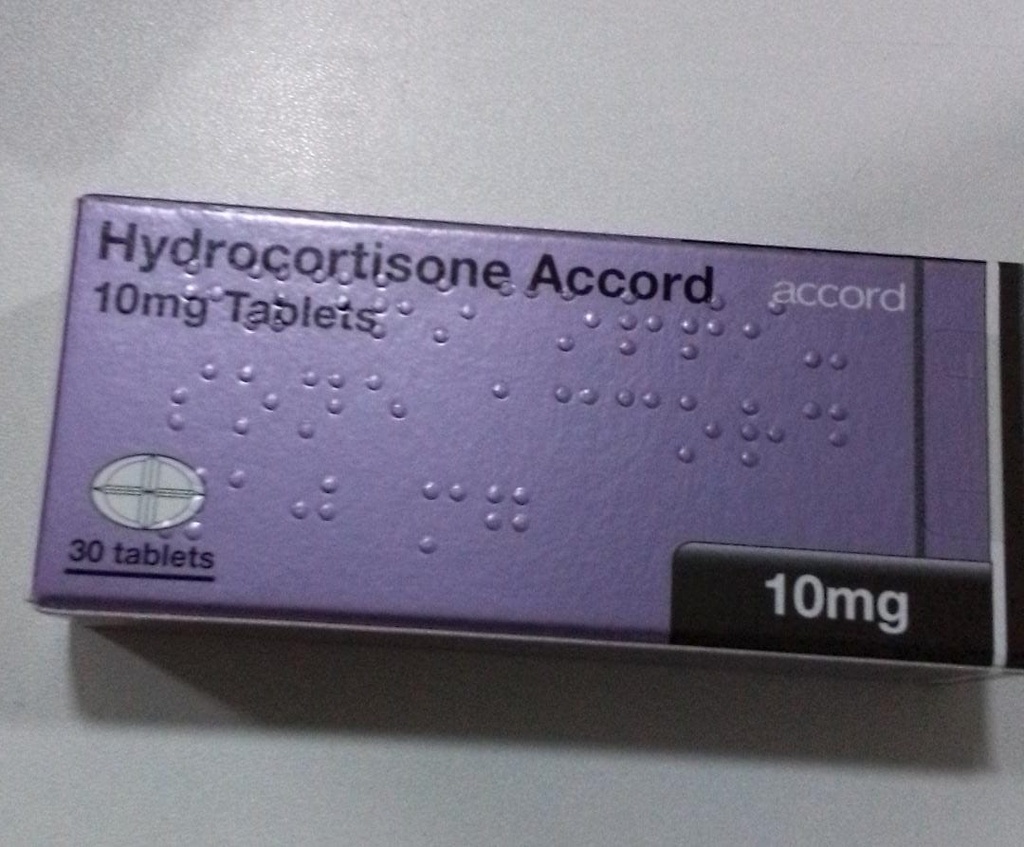 Hydrocortisone Accord
10mg Tablets
accord
30 tablets
10mg